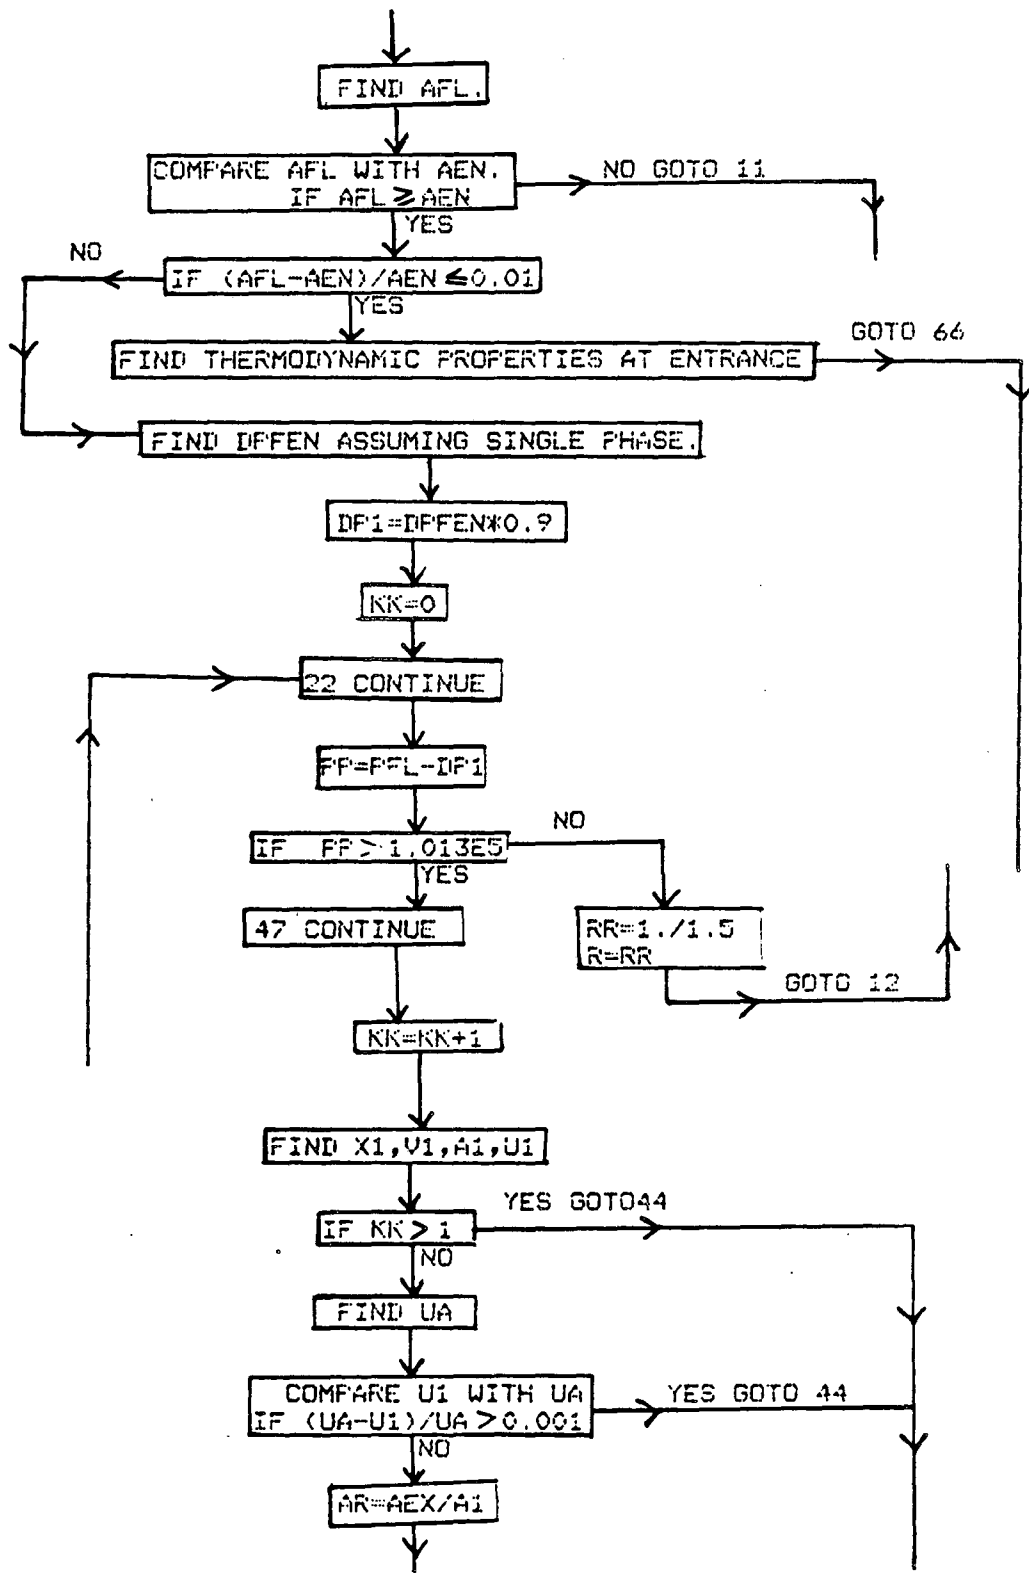 FIND AFL.
COMPARE AFL WITH AEN.
IF AFL ⩾ AEN
NO GOTO 11
YES
NO
IF (AFL-AEN)/AEN ≤0.01
YES
GOTO 66
FIND THERMODYNAMIC PROPERTIES AT ENTRANCE
FIND DPFEN ASSUMING SINGLE PHASE.
DP1=DPFEN*0.9
KK=0
22 CONTINUE
PP=PFL-DP1
NO
IF PP > 1.013E5
YES
47 CONTINUE
RR=1./1.5
R=RR
GOTO 12
KK=KK+1
FIND X1,V1,A1,U1
YES GOTO44
IF KK > 1
NO
FIND UA
COMPARE U1 WITH UA
YES GOTO 44
IF (UA-U1)/UA > 0.001
NO
AR=AEX/A1